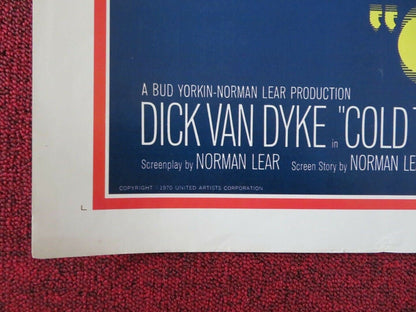 A BUD YORKIN-NORMAN LEAR PRODUCTION
DICK VAN DYKE in "COLD
Screenplay by NORMAN LEAR Screen Story by NORMAN LE
COPYRIGHT · 1970 UNITED ARTISTS CORPORATION